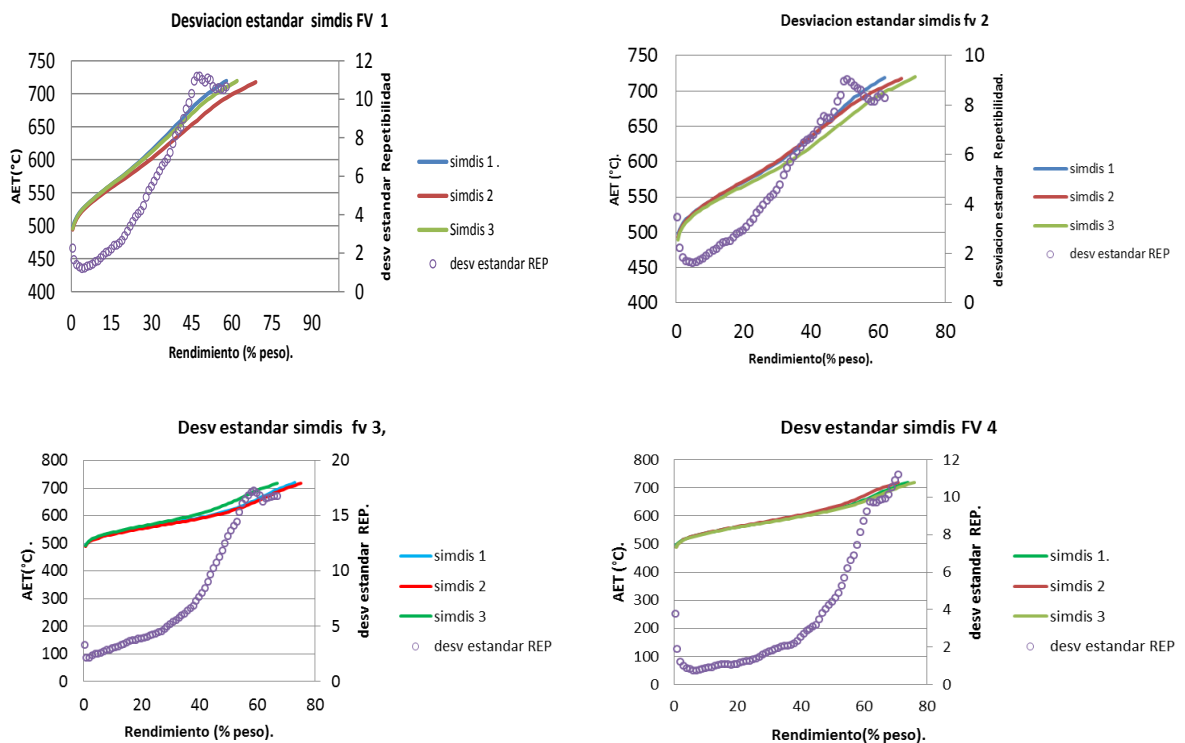 Desviacion estandar simdis FV 1
AET(°C)
750
700
650
600
550
500
450
400
12
10
8
6
4
2
0
desv estandar Repetibilidad
0 15 30 45 60 75 90
Rendimiento (% peso).
simdis 1 .
simdis 2
Simdis 3
desv estandar REP
Desviacion estandar simdis fv 2
AET (°C).
750
700
650
600
550
500
450
400
10
8
6
4
2
0
desviacion estandar Repetibilidad.
0 20 40 60 80
Rendimiento(% peso).
simdis 1
simdis 2
simdis 3
desv estandar REP
Desv estandar simdis fv 3,
AET(°C) .
800
700
600
500
400
300
200
100
0
20
15
10
5
0
desv estandar REP.
0 20 40 60 80
Rendimiento (% peso).
simdis 1
simdis 2
simdis 3
desv estandar REP
Desv estandar simdis FV 4
AET (°C).
800
700
600
500
400
300
200
100
0
12
10
8
6
4
2
0
desv estandar REP.
0 20 40 60 80
Rendimiento(% peso).
simdis 1.
simdis 2
simdis 3
desv estandar REP